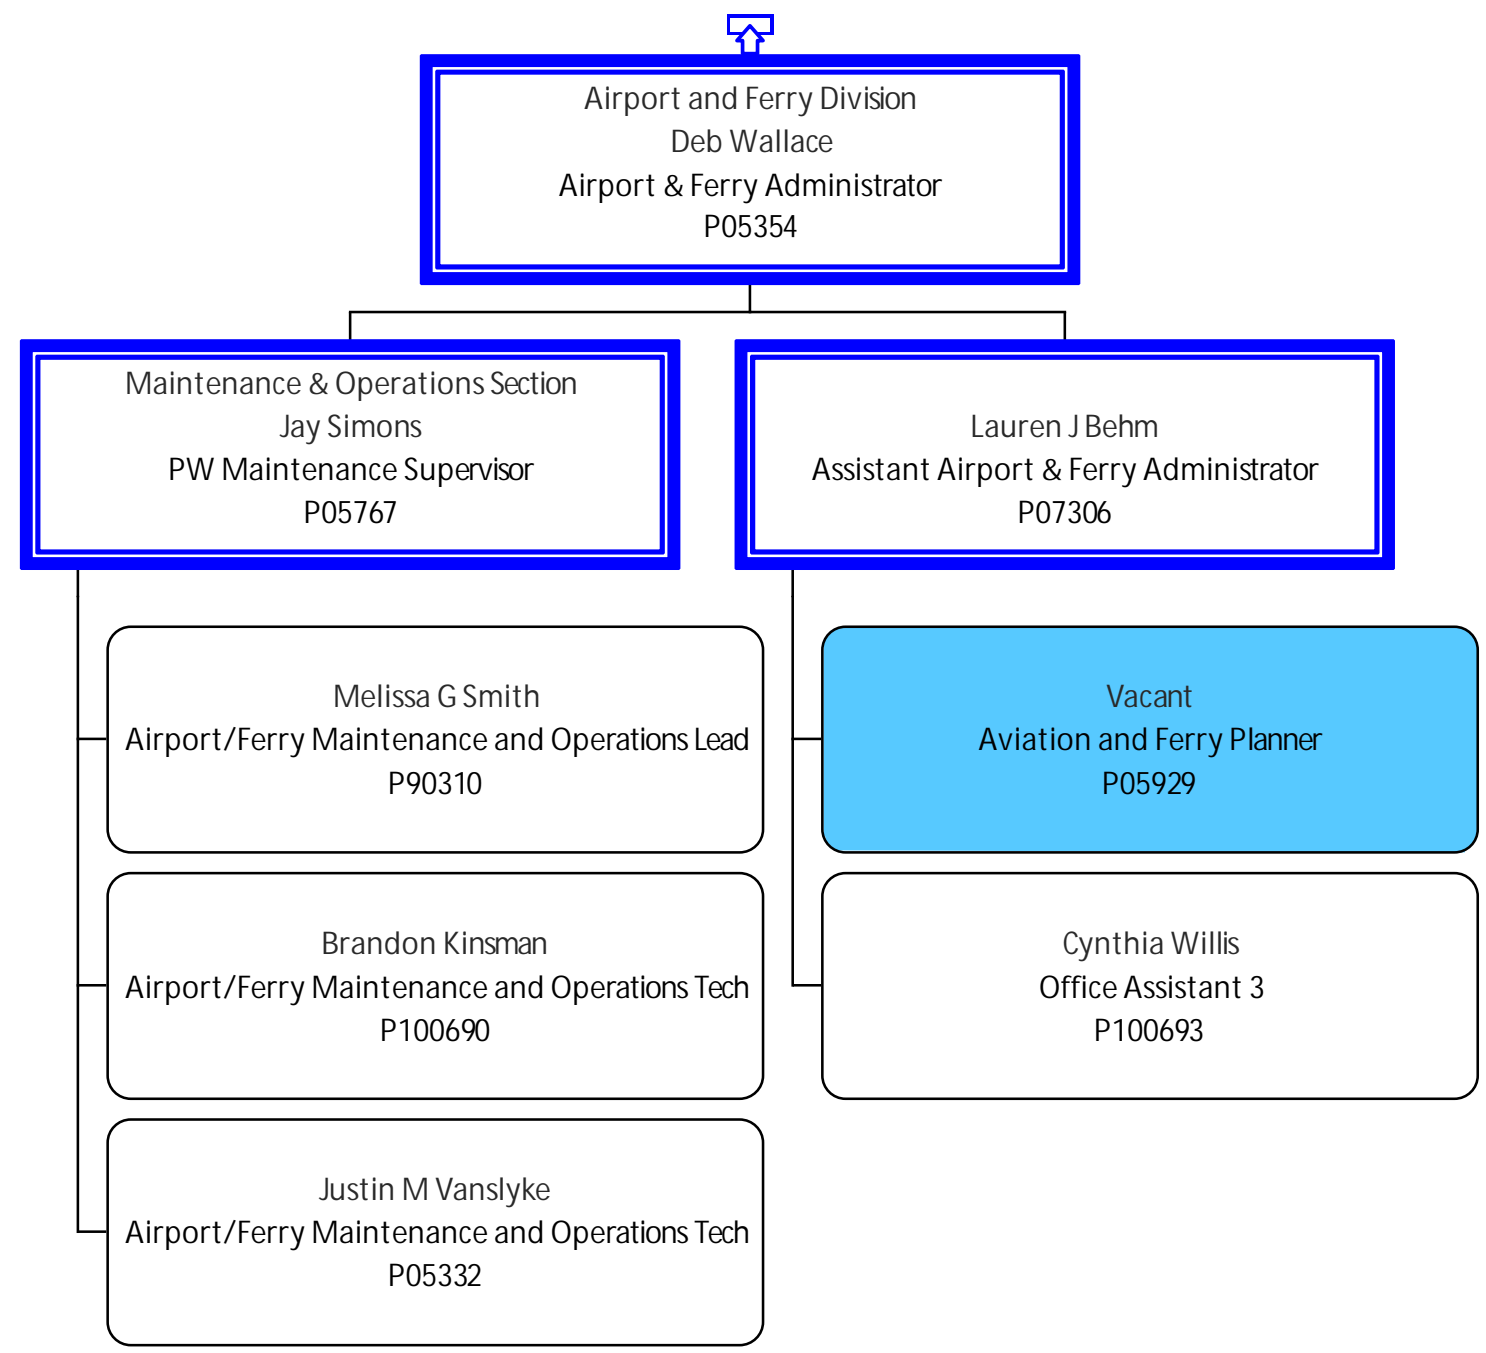 Airport and Ferry Division
Deb Wallace
Airport & Ferry Administrator
P05354
Maintenance & Operations Section
Jay Simons
PW Maintenance Supervisor
P05767
Lauren J Behm
Assistant Airport & Ferry Administrator
P07306
Melissa G Smith
Airport/Ferry Maintenance and Operations Lead
P90310
Brandon Kinsman
Airport/Ferry Maintenance and Operations Tech
P100690
Justin M Vanslyke
Airport/Ferry Maintenance and Operations Tech
P05332
Vacant
Aviation and Ferry Planner
P05929
Cynthia Willis
Office Assistant 3
P100693